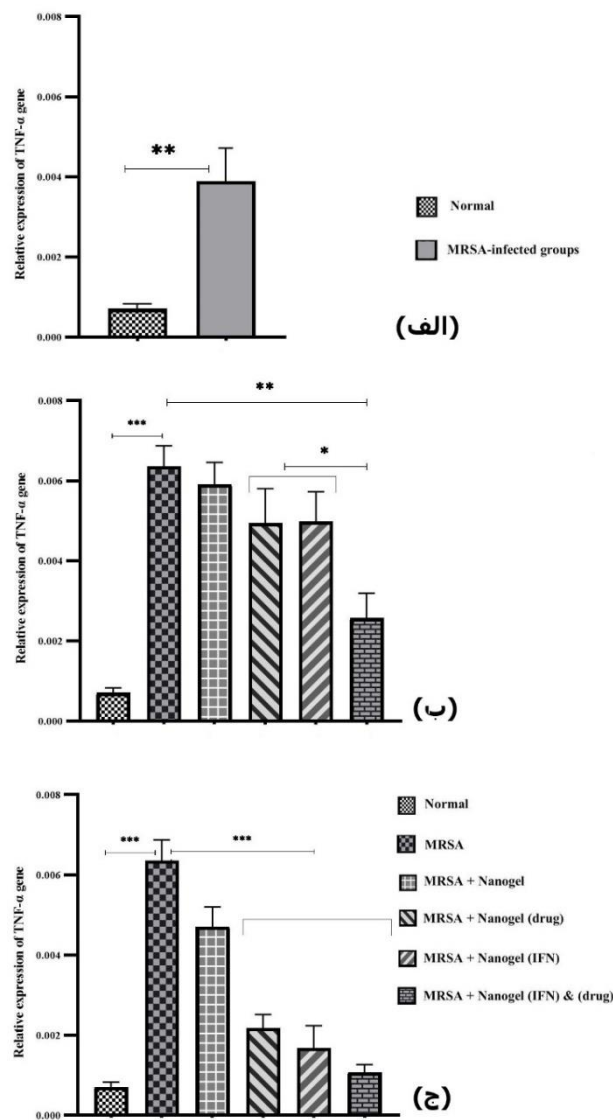 0.008
0.006
0.004
0.002
0.000
Relative expression of TNF-α gene
**
Normal
MRSA-infected groups
(الف)
0.008
0.006
0.004
0.002
0.000
Relative expression of TNF-α gene
***
**
*
(ب)
0.008
0.006
0.004
0.002
0.000
Relative expression of TNF-α gene
***
***
Normal
MRSA
MRSA + Nanogel
MRSA + Nanogel (drug)
MRSA + Nanogel (IFN)
MRSA + Nanogel (IFN) & (drug)
(ج)